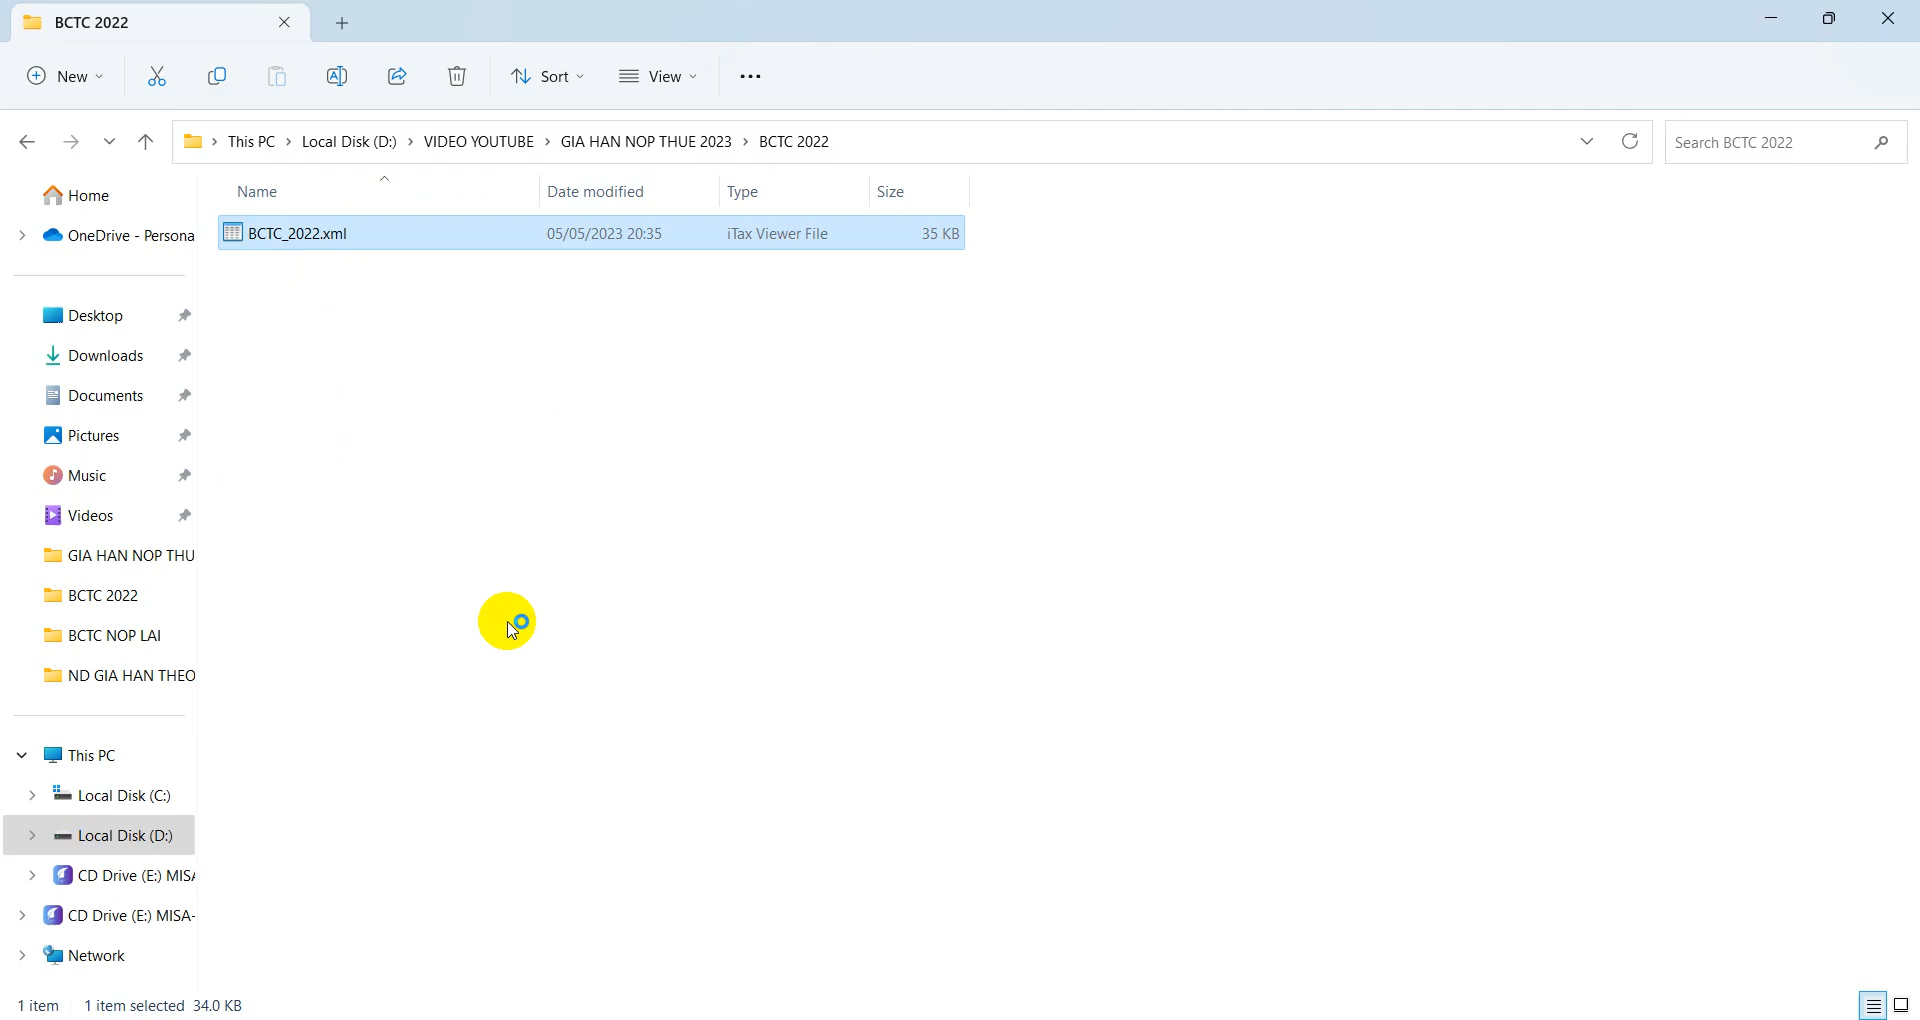 BCTC 2022
New
Sort
View
This PC
Local Disk (D:)
VIDEO YOUTUBE
GIA HAN NOP THUE 2023
BCTC 2022
Search BCTC 2022
Name
Date modified
Type
Size
BCTC_2022.xml
05/05/2023 20:35
iTax Viewer File
35 KB
Home
OneDrive - Persona
Desktop
Downloads
Documents
Pictures
Music
Videos
GIA HAN NOP THU
BCTC 2022
BCTC NOP LAI
ND GIA HAN THEO
This PC
Local Disk (C:)
Local Disk (D:)
CD Drive (E:) MISA
CD Drive (E:) MISA-
Network
1 item
1 item selected 34.0 KB